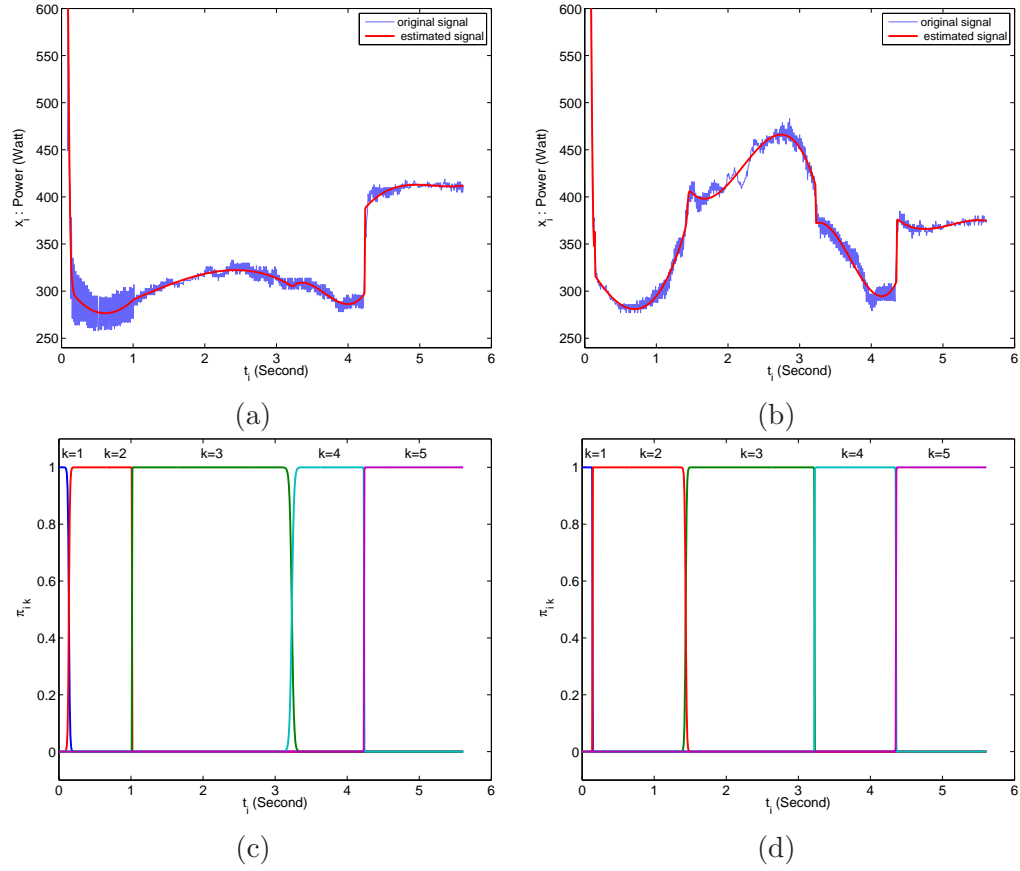 600
550
500
450
400
350
300
250
x_i : Power (Watt)
original signal
estimated signal
0 1 2 3 4 5 6
t_i (Second)
(a)
600
550
500
450
400
350
300
250
x_i : Power (Watt)
original signal
estimated signal
0 1 2 3 4 5 6
t_i (Second)
(b)
k=1 k=2 k=3 k=4 k=5
1
0.8
0.6
0.4
0.2
0
π_{i k}
0 1 2 3 4 5 6
t_i (Second)
(c)
k=1 k=2 k=3 k=4 k=5
1
0.8
0.6
0.4
0.2
0
π_{i k}
0 1 2 3 4 5 6
t_i (Second)
(d)